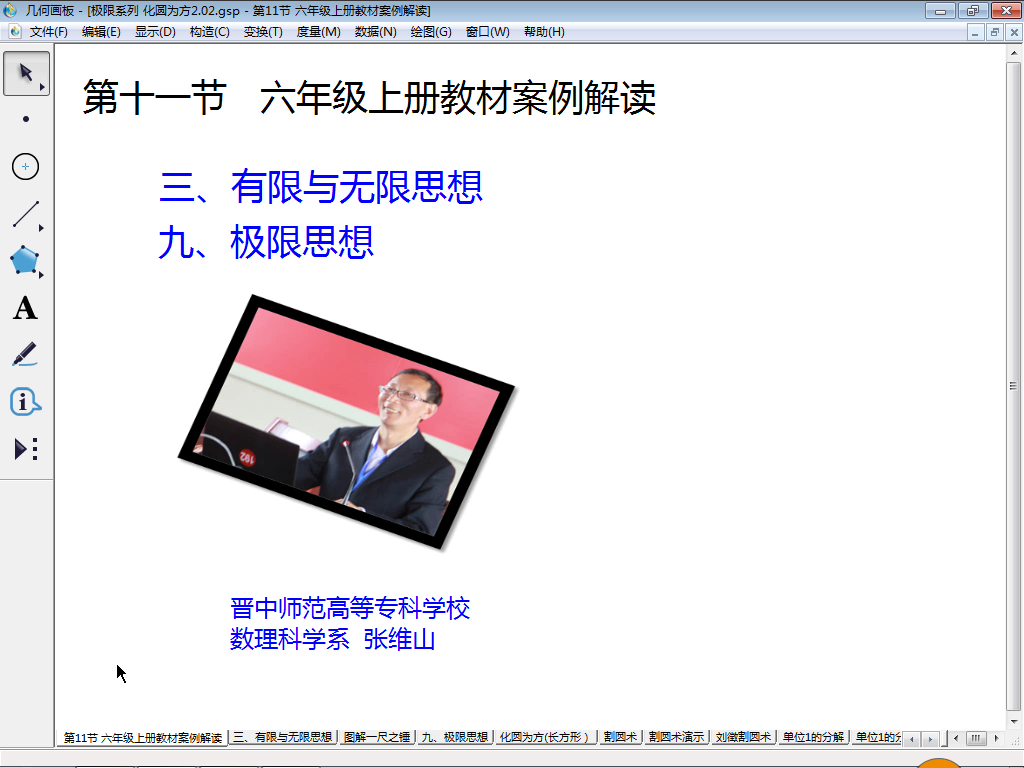 几何画板 - [极限系列 化圆为方2.02.gsp - 第11节 六年级上册教材案例解读]
文件(F) 编辑(E) 显示(D) 构造(C) 变换(T) 度量(M) 数据(N) 绘图(G) 窗口(W) 帮助(H)
第十一节 六年级上册教材案例解读
三、有限与无限思想
九、极限思想
A
192
晋中师范高等专科学校
数理科学系 张维山
第11节 六年级上册教材案例解读 三、有限与无限思想 图解一尺之锤 九、极限思想 化圆为方(长方形) 割圆术 割圆术演示 刘徵割圆术 单位1的分解 单位1的